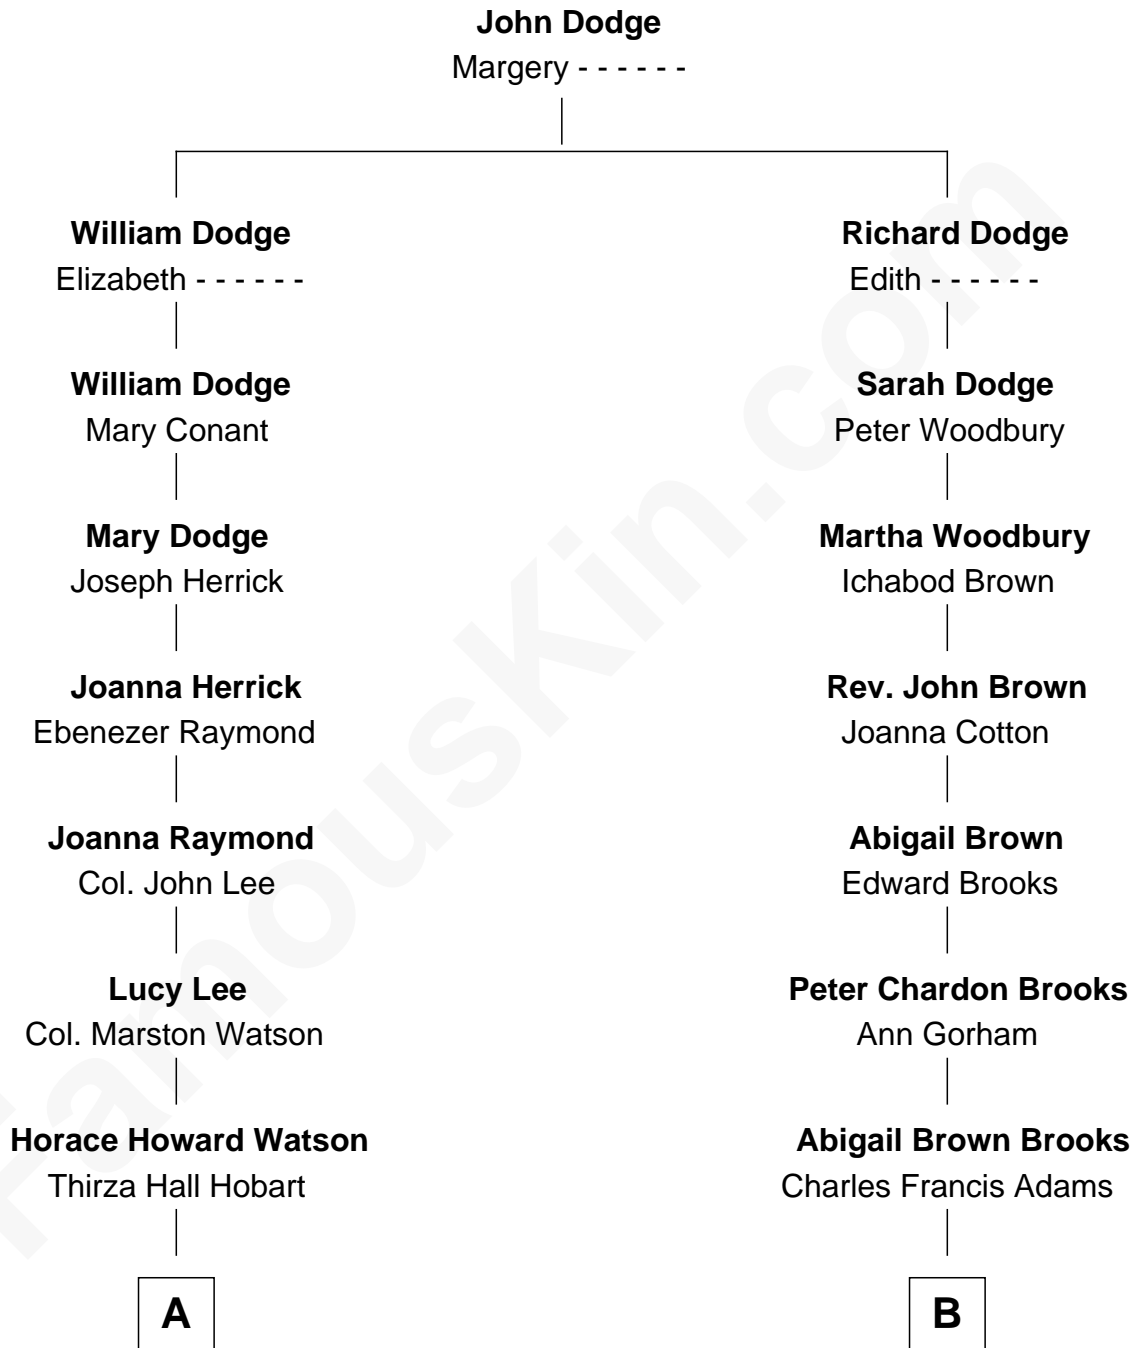 John Dodge
Margery - - - - - -
William Dodge
Elizabeth - - - - - -
William Dodge
Mary Conant
Mary Dodge
Joseph Herrick
Joanna Herrick
Ebenezer Raymond
Joanna Raymond
Col. John Lee
Lucy Lee
Col. Marston Watson
Horace Howard Watson
Thirza Hall Hobart
A
Richard Dodge
Edith - - - - - -
Sarah Dodge
Peter Woodbury
Martha Woodbury
Ichabod Brown
Rev. John Brown
Joanna Cotton
Abigail Brown
Edward Brooks
Peter Chardon Brooks
Ann Gorham
Abigail Brown Brooks
Charles Francis Adams
B
FamousKin.com